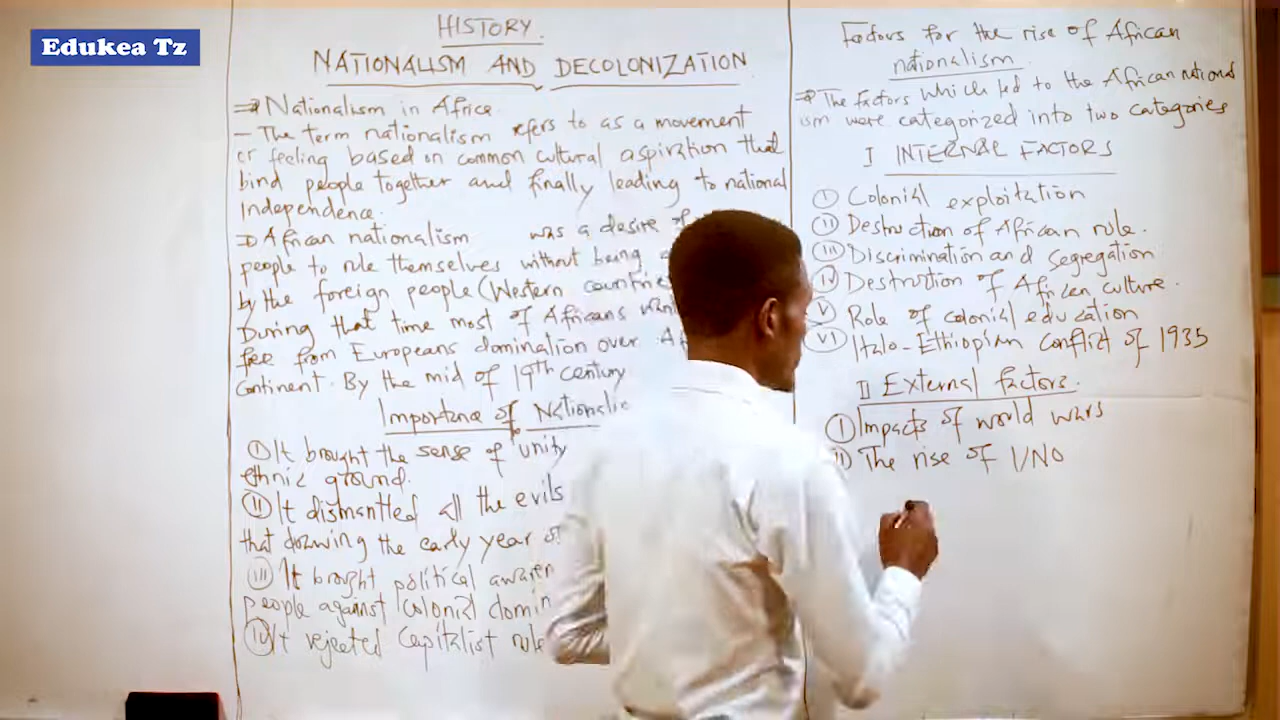 Edukea Tz
HISTORY.
NATIONALISM AND DECOLONIZATION
⇒ Nationalism in Africa
- The term nationalism refers to as a movement
or feeling based on common cultural aspiration that
bind people together and finally leading to national
Independence.
⇒ African nationalism was a desire of
people to rule themselves without being
by the foreign people (Western countrie
During that time most of Africans
free from Europeans domination over Af
Continent. By the mid of 19th century
Importance of Nationalis
(i) It brought the sense of unity
ethnic ground.
(ii) It dismantled all the evils
that during the early year of
(iii) It brought political awaren
people against colonial domin
(iv) It rejected capitalist rule
Factors for the rise of African
nationalism
⇒ The factors which led to the African national
ism were categorized into two categories
I INTERNAL FACTORS
(i) Colonial exploitation
(ii) Destruction of African rule.
(iii) Discrimination and segregation
(iv) Destruction of African culture.
(v) Role of colonial education
(vi) Italo-Ethiopian conflict of 1935
II External factors.
(i) Impacts of world wars
(ii) The rise of UNO